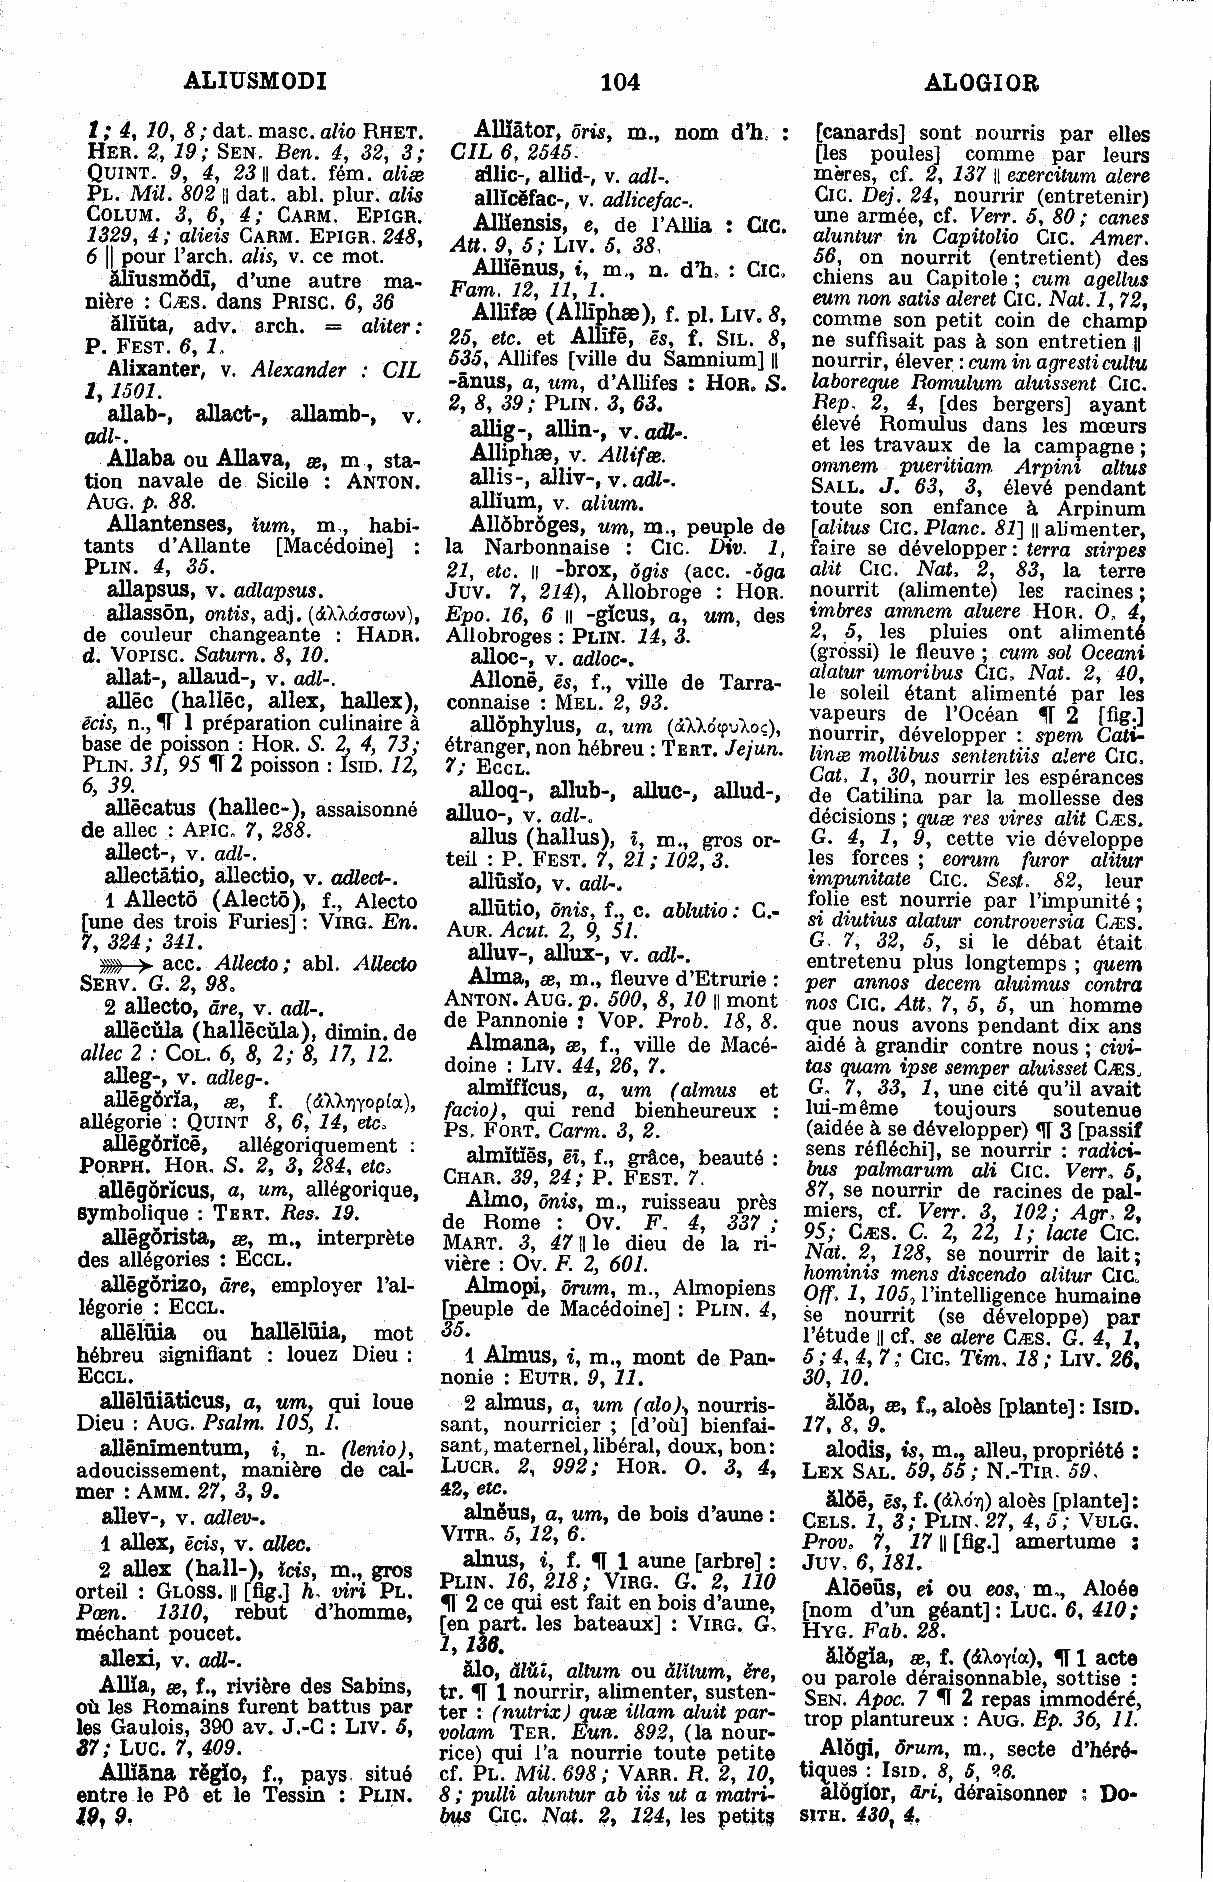 ALIUSMODI
104
ALOGIOR
1; 4, 10, 8; dat. masc. alio RHET.
HER. 2, 19; SEN. Ben. 4, 32, 3;
QUINT. 9, 4, 23 || dat. fém. aliæ
PL. Mil. 802 || dat. abl. plur. alis
COLUM. 3, 6, 4; CARM. EPIGR.
1329, 4; alieis CARM. EPIGR. 248,
6 || pour l'arch. alis, v. ce mot.
ălĭusmŏdī, d'une autre ma-
nière : CÆS. dans PRISC. 6, 36
ălĭŭta, adv. arch. = aliter:
P. FEST. 6, 1.
Alixanter, v. Alexander : CIL
1, 1501.
allab-, allact-, allamb-, v.
adl-.
Allaba ou Allava, æ, m., sta-
tion navale de Sicile : ANTON.
AUG. p. 88.
Allantenses, ĭum, m., habi-
tants d'Allante [Macédoine] :
PLIN. 4, 35.
allapsus, v. adlapsus.
allassōn, ontis, adj. (ἀλλάσσων),
de couleur changeante : HADR.
d. VOPISC. Saturn. 8, 10.
allat-, allaud-, v. adl-.
allēc (hallēc, allex, hallex),
ēcis, n., ¶ 1 préparation culinaire à
base de poisson : HOR. S. 2, 4, 73;
PLIN. 31, 95 ¶ 2 poisson : ISID. 12,
6, 39.
allēcatus (hallec-), assaisonné
de allec : APIC. 7, 288.
allect-, v. adl-.
allectātio, allectio, v. adlect-.
1 Allectō (Alectō), f., Alecto
[une des trois Furies] : VIRG. En.
7, 324; 341.
⟶ acc. Allecto; abl. Allecto
SERV. G. 2, 98.
2 allecto, āre, v. adl-.
allēcŭla (hallēcŭla), dimin. de
allec 2 : COL. 6, 8, 2; 8, 17, 12.
alleg-, v. adleg-.
allēgŏrĭa, æ, f. (ἀλληγορία),
allégorie : QUINT 8, 6, 14, etc.
allēgŏrĭcē, allégoriquement :
PORPH. HOR. S. 2, 3, 284, etc.
allēgŏrĭcus, a, um, allégorique,
symbolique : TERT. Res. 19.
allēgŏrista, æ, m., interprète
des allégories : ECCL.
allēgŏrizo, āre, employer l'al-
légorie : ECCL.
allēlūia ou hallēlūia, mot
hébreu signifiant : louez Dieu :
ECCL.
allēlūiāticus, a, um, qui loue
Dieu : AUG. Psalm. 105, 1.
allēnīmentum, i, n. (lenio),
adoucissement, manière de cal-
mer : AMM. 27, 3, 9.
allev-, v. adlev-.
1 allex, ēcis, v. allec.
2 allex (hall-), ĭcis, m., gros
orteil : GLOSS. || [fig.] h. viri PL.
Pœn. 1310, rebut d'homme,
méchant poucet.
allexi, v. adl-.
Allĭa, æ, f., rivière des Sabins,
où les Romains furent battus par
les Gaulois, 390 av. J.-C : LIV. 5,
37; LUC. 7, 409.
Allĭāna rĕgĭo, f., pays situé
entre le Pô et le Tessin : PLIN.
19, 9.
Allĭātor, ōris, m., nom d'h. :
CIL 6, 2545.
allic-, allid-, v. adl-.
allĭcĕfac-, v. adlicefac-.
Allĭensis, e, de l'Allia : CIC.
Att. 9, 5; LIV. 5, 38.
Allĭēnus, i, m., n. d'h. : CIC.
Fam. 12, 11, 1.
Allīfæ (Allīphæ), f. pl. LIV. 8,
25, etc. et Allīfē, ēs, f. SIL. 8,
535, Allifes [ville du Samnium] ||
-ānus, a, um, d'Allifes : HOR. S.
2, 8, 39; PLIN. 3, 63.
allig-, allin-, v. adl-.
Alliphæ, v. Allifæ.
allis-, alliv-, v. adl-.
allĭum, v. alium.
Allŏbrŏges, um, m., peuple de
la Narbonnaise : CIC. Div. 1,
21, etc. || -brox, ŏgis (acc. -ŏga
JUV. 7, 214), Allobroge : HOR.
Epo. 16, 6 || -gĭcus, a, um, des
Allobroges : PLIN. 14, 3.
alloc-, v. adloc-.
Allonē, ēs, f., ville de Tarra-
connaise : MEL. 2, 93.
allŏphylus, a, um (ἀλλόφυλος),
étranger, non hébreu : TERT. Jejun.
7; ECCL.
alloq-, allub-, alluc-, allud-,
alluo-, v. adl-.
allus (hallus), ī, m., gros or-
teil : P. FEST. 7, 21; 102, 3.
allūsĭo, v. adl-.
allūtio, ōnis, f., c. ablutio : C.-
AUR. Acut. 2, 9, 51.
alluv-, allux-, v. adl-.
Alma, æ, m., fleuve d'Etrurie :
ANTON. AUG. p. 500, 8, 10 || mont
de Pannonie : VOP. Prob. 18, 8.
Almana, æ, f., ville de Macé-
doine : LIV. 44, 26, 7.
almĭfĭcus, a, um (almus et
facio), qui rend bienheureux :
PS. FORT. Carm. 3, 2.
almĭtĭēs, ēī, f., grâce, beauté :
CHAR. 39, 24; P. FEST. 7.
Almo, ōnis, m., ruisseau près
de Rome : OV. F. 4, 337 ;
MART. 3, 47 || le dieu de la ri-
vière : OV. F. 2, 601.
Almopi, ōrum, m., Almopiens
[peuple de Macédoine] : PLIN. 4,
35.
1 Almus, i, m., mont de Pan-
nonie : EUTR. 9, 11.
2 almus, a, um (alo), nourris-
sant, nourricier ; [d'où] bienfai-
sant, maternel, libéral, doux, bon :
LUCR. 2, 992; HOR. O. 3, 4,
42, etc.
alnĕus, a, um, de bois d'aune :
VITR. 5, 12, 6.
alnus, i, f. ¶ 1 aune [arbre] :
PLIN. 16, 218; VIRG. G. 2, 110
¶ 2 ce qui est fait en bois d'aune,
[en part. les bateaux] : VIRG. G.
1, 136.
ălo, ălŭī, altum ou ălĭtum, ĕre,
tr. ¶ 1 nourrir, alimenter, susten-
ter : (nutrix) quæ illam aluit par-
volam TER. Eun. 892, (la nour-
rice) qui l'a nourrie toute petite
cf. PL. Mil. 698; VARR. R. 2, 10,
8; pulli aluntur ab iis ut a matri-
bus CIC. Nat. 2, 124, les petits
[canards] sont nourris par elles
[les poules] comme par leurs
mères, cf. 2, 137 || exercitum alere
CIC. Dej. 24, nourrir (entretenir)
une armée, cf. Verr. 5, 80; canes
aluntur in Capitolio CIC. Amer.
56, on nourrit (entretient) des
chiens au Capitole ; cum agellus
eum non satis aleret CIC. Nat. 1, 72,
comme son petit coin de champ
ne suffisait pas à son entretien ||
nourrir, élever : cum in agresti cultu
laboreque Romulum aluissent CIC.
Rep. 2, 4, [des bergers] ayant
élevé Romulus dans les mœurs
et les travaux de la campagne ;
omnem pueritiam Arpini altus
SALL. J. 63, 3, élevé pendant
toute son enfance à Arpinum
[alitus CIC. Planc. 81] || alimenter,
faire se développer : terra stirpes
alit CIC. Nat. 2, 83, la terre
nourrit (alimente) les racines ;
imbres amnem aluere HOR. O. 4,
2, 5, les pluies ont alimenté
(grossi) le fleuve ; cum sol Oceani
alatur umoribus CIC. Nat. 2, 40,
le soleil étant alimenté par les
vapeurs de l'Océan ¶ 2 [fig.]
nourrir, développer : spem Cati-
linæ mollibus sententiis alere CIC.
Cat. 1, 30, nourrir les espérances
de Catilina par la mollesse des
décisions ; quæ res vires alit CÆS.
G. 4, 1, 9, cette vie développe
les forces ; eorum furor alitur
impunitate CIC. Sest. 82, leur
folie est nourrie par l'impunité ;
si diutius alatur controversia CÆS.
G. 7, 32, 5, si le débat était
entretenu plus longtemps ; quem
per annos decem aluimus contra
nos CIC. Att. 7, 5, 5, un homme
que nous avons pendant dix ans
aidé à grandir contre nous ; civi-
tas quam ipse semper aluisset CÆS.
G. 7, 33, 1, une cité qu'il avait
lui-même toujours soutenue
(aidée à se développer) ¶ 3 [passif
sens réfléchi], se nourrir : radici-
bus palmarum ali CIC. Verr. 5,
87, se nourrir de racines de pal-
miers, cf. Verr. 3, 102; Agr. 2,
95; CÆS. C. 2, 22, 1; lacte CIC.
Nat. 2, 128, se nourrir de lait ;
hominis mens discendo alitur CIC.
Off. 1, 105, l'intelligence humaine
se nourrit (se développe) par
l'étude || cf. se alere CÆS. G. 4, 1,
5; 4, 4, 7; CIC. Tim. 18; LIV. 26,
30, 10.
ălŏa, æ, f., aloès [plante] : ISID.
17, 8, 9.
alodis, is, m., alleu, propriété :
LEX SAL. 59, 55; N.-TIR. 59.
ălŏē, ēs, f. (ἀλόη) aloès [plante] :
CELS. 1, 3; PLIN. 27, 4, 5; VULG.
Prov. 7, 17 || [fig.] amertume :
JUV. 6, 181.
Alōeūs, ei ou eos, m., Aloée
[nom d'un géant] : LUC. 6, 410;
HYG. Fab. 28.
ălŏgĭa, æ, f. (ἀλογία), ¶ 1 acte
ou parole déraisonnable, sottise :
SEN. Apoc. 7 ¶ 2 repas immodéré,
trop plantureux : AUG. Ep. 36, 11.
Alŏgi, ōrum, m., secte d'héré-
tiques : ISID. 8, 5, 26.
ălŏgĭor, āri, déraisonner : DO-
SITH. 430, 4.